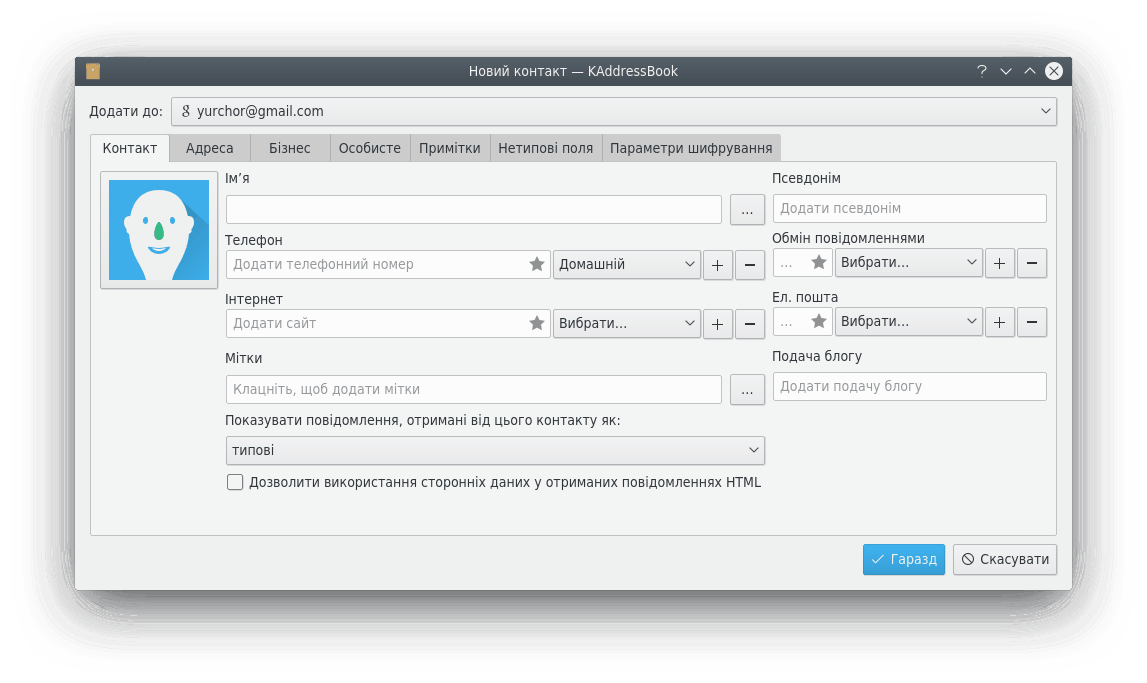 Новий контакт — KAddressBook
Додати до: yurchor@gmail.com
Контакт Адреса Бізнес Особисте Примітки Нетипові поля Параметри шифрування
Ім’я
...
Телефон
Додати телефонний номер Домашній
Інтернет
Додати сайт Вибрати...
Мітки
Клацніть, щоб додати мітки ...
Показувати повідомлення, отримані від цього контакту як:
типові
Дозволити використання сторонніх даних у отриманих повідомленнях HTML
Псевдонім
Додати псевдонім
Обмін повідомленнями
... Вибрати...
Ел. пошта
... Вибрати...
Подача блогу
Додати подачу блогу
Гаразд Скасувати